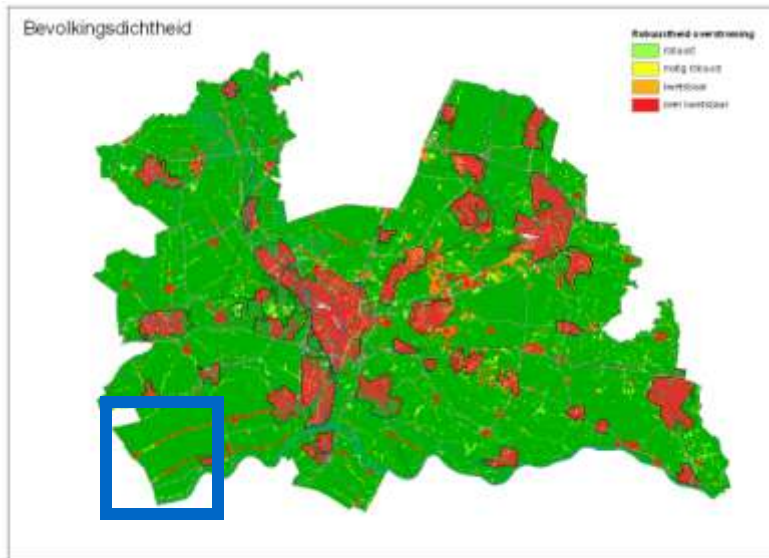 Bevolkingsdichtheid
Robuustheid overstroming
robuust
matig robuust
kwetsbaar
zeer kwetsbaar